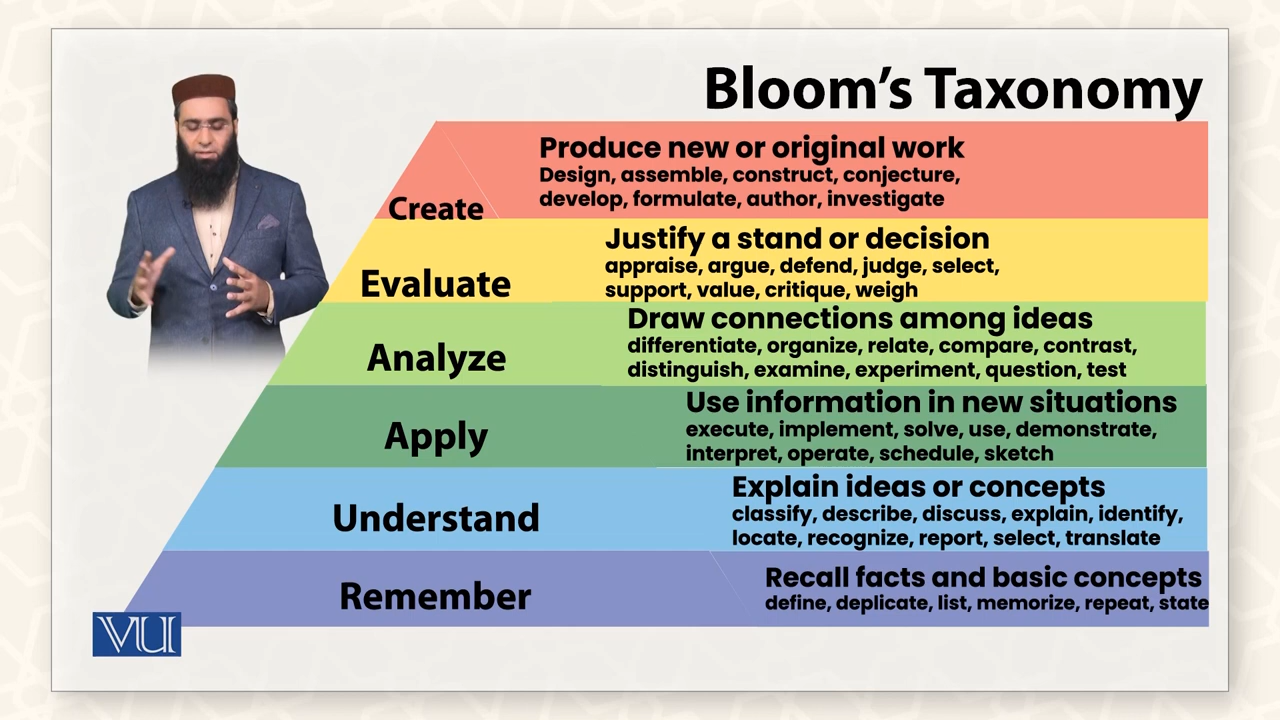 Bloom's Taxonomy
Create
Produce new or original work
Design, assemble, construct, conjecture,
develop, formulate, author, investigate
Evaluate
Justify a stand or decision
appraise, argue, defend, judge, select,
support, value, critique, weigh
Analyze
Draw connections among ideas
differentiate, organize, relate, compare, contrast,
distinguish, examine, experiment, question, test
Apply
Use information in new situations
execute, implement, solve, use, demonstrate,
interpret, operate, schedule, sketch
Understand
Explain ideas or concepts
classify, describe, discuss, explain, identify,
locate, recognize, report, select, translate
Remember
Recall facts and basic concepts
define, deplicate, list, memorize, repeat, state
VU